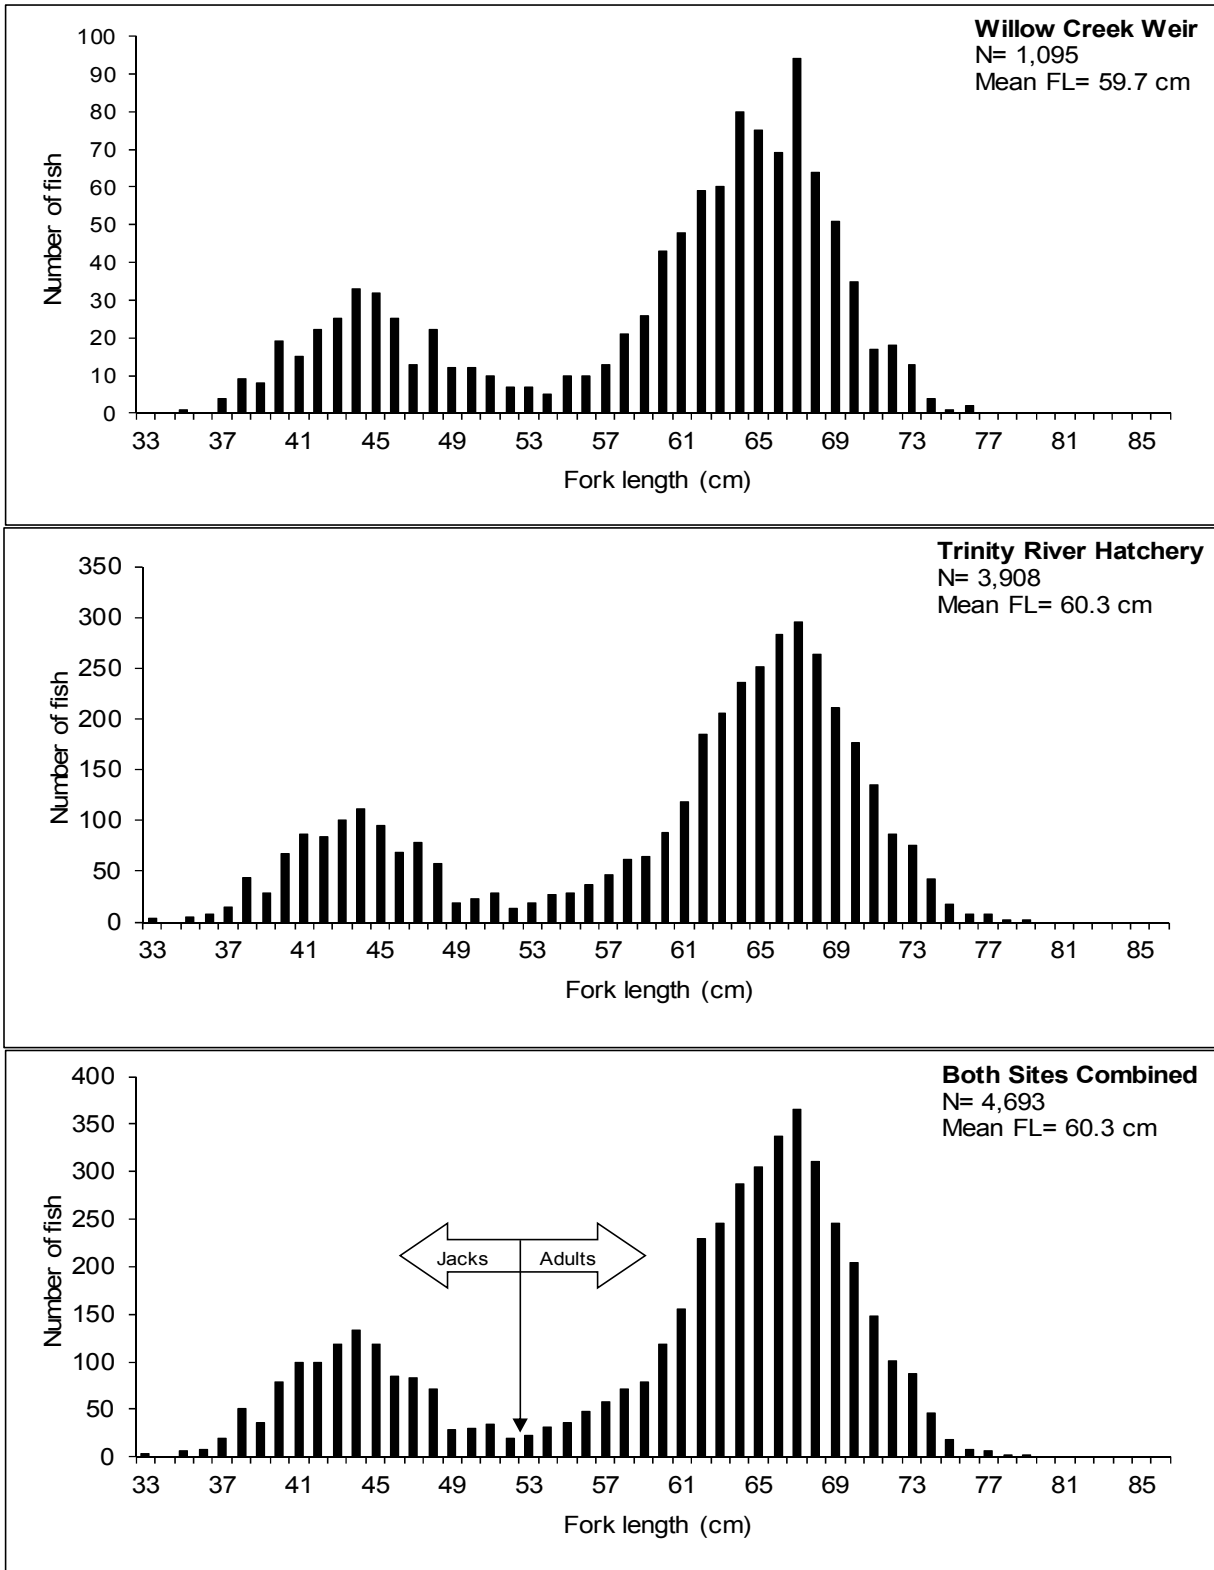 Willow Creek Weir
N= 1,095
Mean FL= 59.7 cm
100
90
80
70
60
50
40
30
20
10
0
Number of fish
33 37 41 45 49 53 57 61 65 69 73 77 81 85
Fork length (cm)
Trinity River Hatchery
N= 3,908
Mean FL= 60.3 cm
350
300
250
200
150
100
50
0
Number of fish
33 37 41 45 49 53 57 61 65 69 73 77 81 85
Fork length (cm)
Both Sites Combined
N= 4,693
Mean FL= 60.3 cm
400
350
300
250
200
150
100
50
0
Number of fish
Jacks Adults
33 37 41 45 49 53 57 61 65 69 73 77 81 85
Fork length (cm)